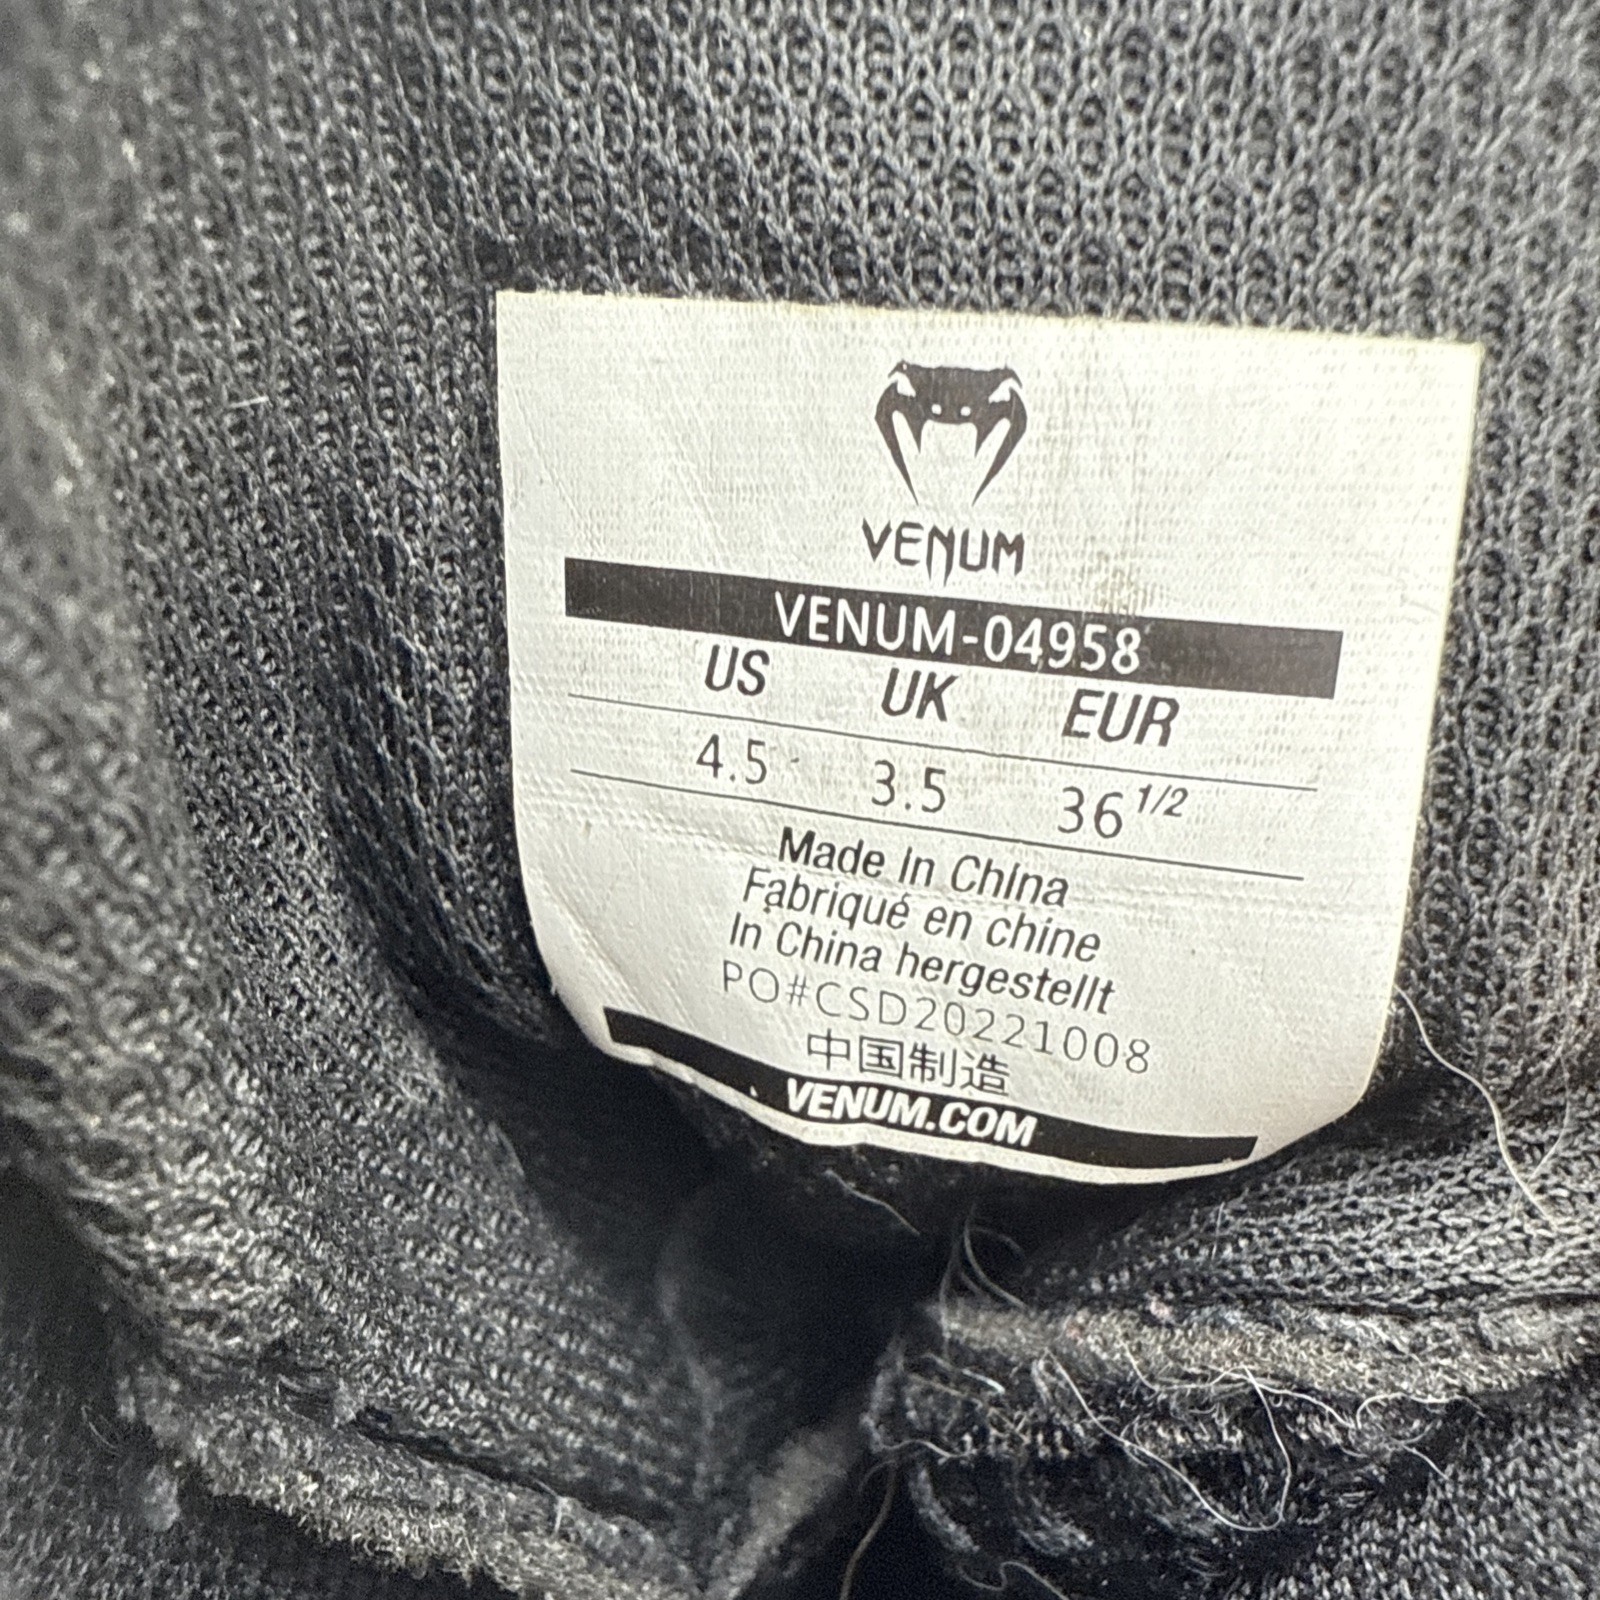 VENUM
VENUM-04958
US UK EUR
4.5 3.5 36 1/2
Made In China
Fabriqué en chine
In China hergestellt
PO#CSD20221008
中国制造
VENUM.COM